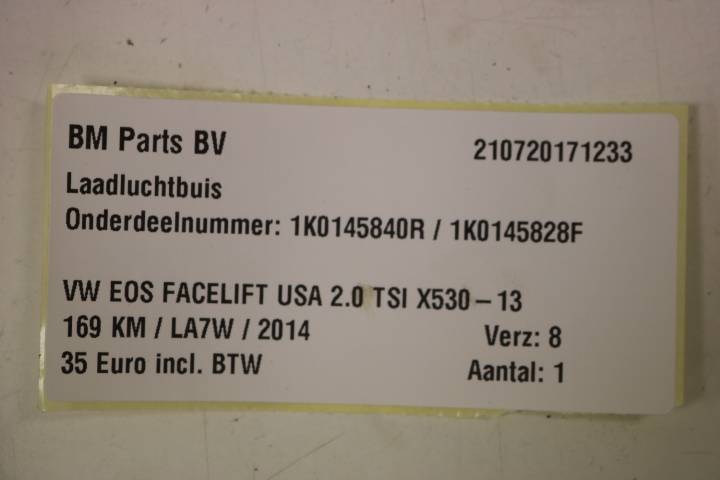 BM Parts BV 210720171233
Laadluchtbuis
Onderdeelnummer: 1K0145840R / 1K0145828F
VW EOS FACELIFT USA 2.0 TSI X530 – 13
169 KM / LA7W / 2014 Verz: 8
35 Euro incl. BTW Aantal: 1